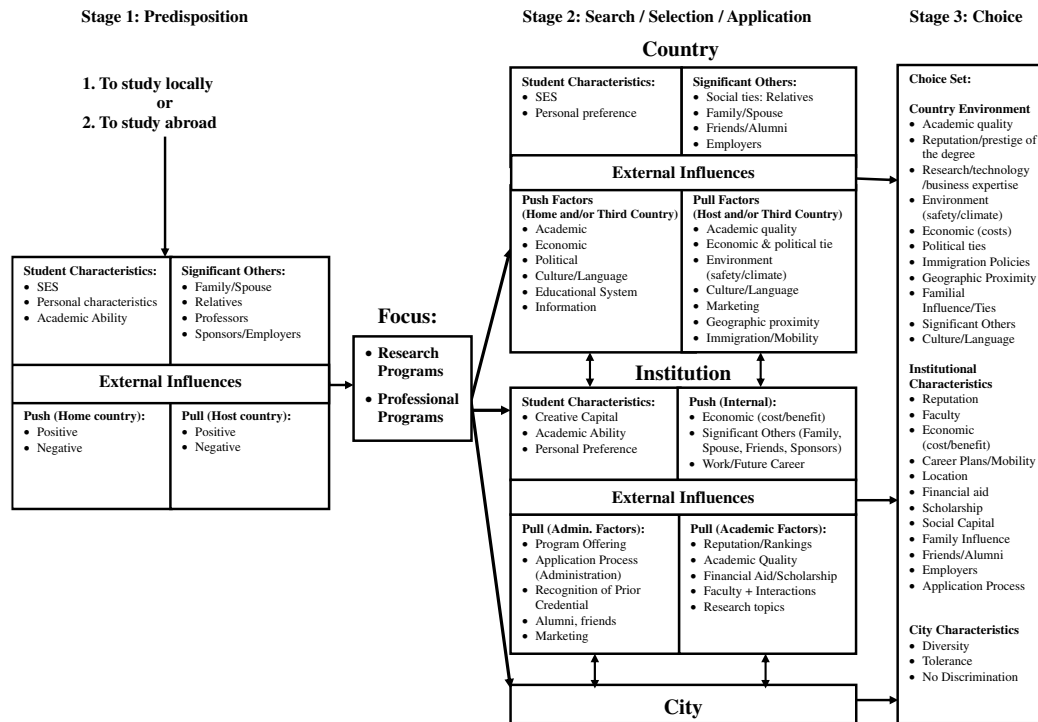 Stage 1: Predisposition
1. To study locally
or
2. To study abroad
Student Characteristics:
• SES
• Personal characteristics
• Academic Ability
Significant Others:
• Family/Spouse
• Relatives
• Professors
• Sponsors/Employers
External Influences
Push (Home country):
• Positive
• Negative
Pull (Host country):
• Positive
• Negative
Focus:
• Research
Programs
• Professional
Programs
Stage 2: Search / Selection / Application
Country
Student Characteristics:
• SES
• Personal preference
Significant Others:
• Social ties: Relatives
• Family/Spouse
• Friends/Alumni
• Employers
External Influences
Push Factors
(Home and/or Third Country)
• Academic
• Economic
• Political
• Culture/Language
• Educational System
• Information
Pull Factors
(Host and/or Third Country)
• Academic quality
• Economic & political tie
• Environment
(safety/climate)
• Culture/Language
• Marketing
• Geographic proximity
• Immigration/Mobility
Institution
Student Characteristics:
• Creative Capital
• Academic Ability
• Personal Preference
Push (Internal):
• Economic (cost/benefit)
• Significant Others (Family,
Spouse, Friends, Sponsors)
• Work/Future Career
External Influences
Pull (Admin. Factors):
• Program Offering
• Application Process
(Administration)
• Recognition of Prior
Credential
• Alumni, friends
• Marketing
Pull (Academic Factors):
• Reputation/Rankings
• Academic Quality
• Financial Aid/Scholarship
• Faculty + Interactions
• Research topics
City
Stage 3: Choice
Choice Set:
Country Environment
• Academic quality
• Reputation/prestige of
the degree
• Research/technology
/business expertise
• Environment
(safety/climate)
• Economic (costs)
• Political ties
• Immigration Policies
• Geographic Proximity
• Familial
Influence/Ties
• Significant Others
• Culture/Language
Institutional
Characteristics
• Reputation
• Faculty
• Economic
(cost/benefit)
• Career Plans/Mobility
• Location
• Financial aid
• Scholarship
• Social Capital
• Family Influence
• Friends/Alumni
• Employers
• Application Process
City Characteristics
• Diversity
• Tolerance
• No Discrimination